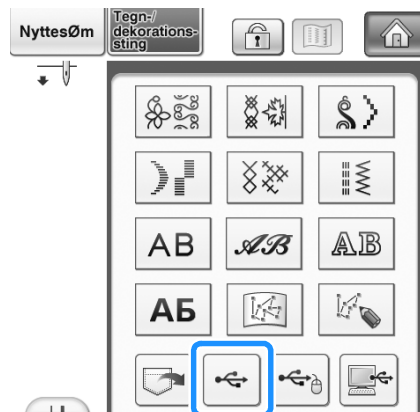 NyttesØm
Tegn-/
dekorations-
sting
AB
AB
AB
АБ